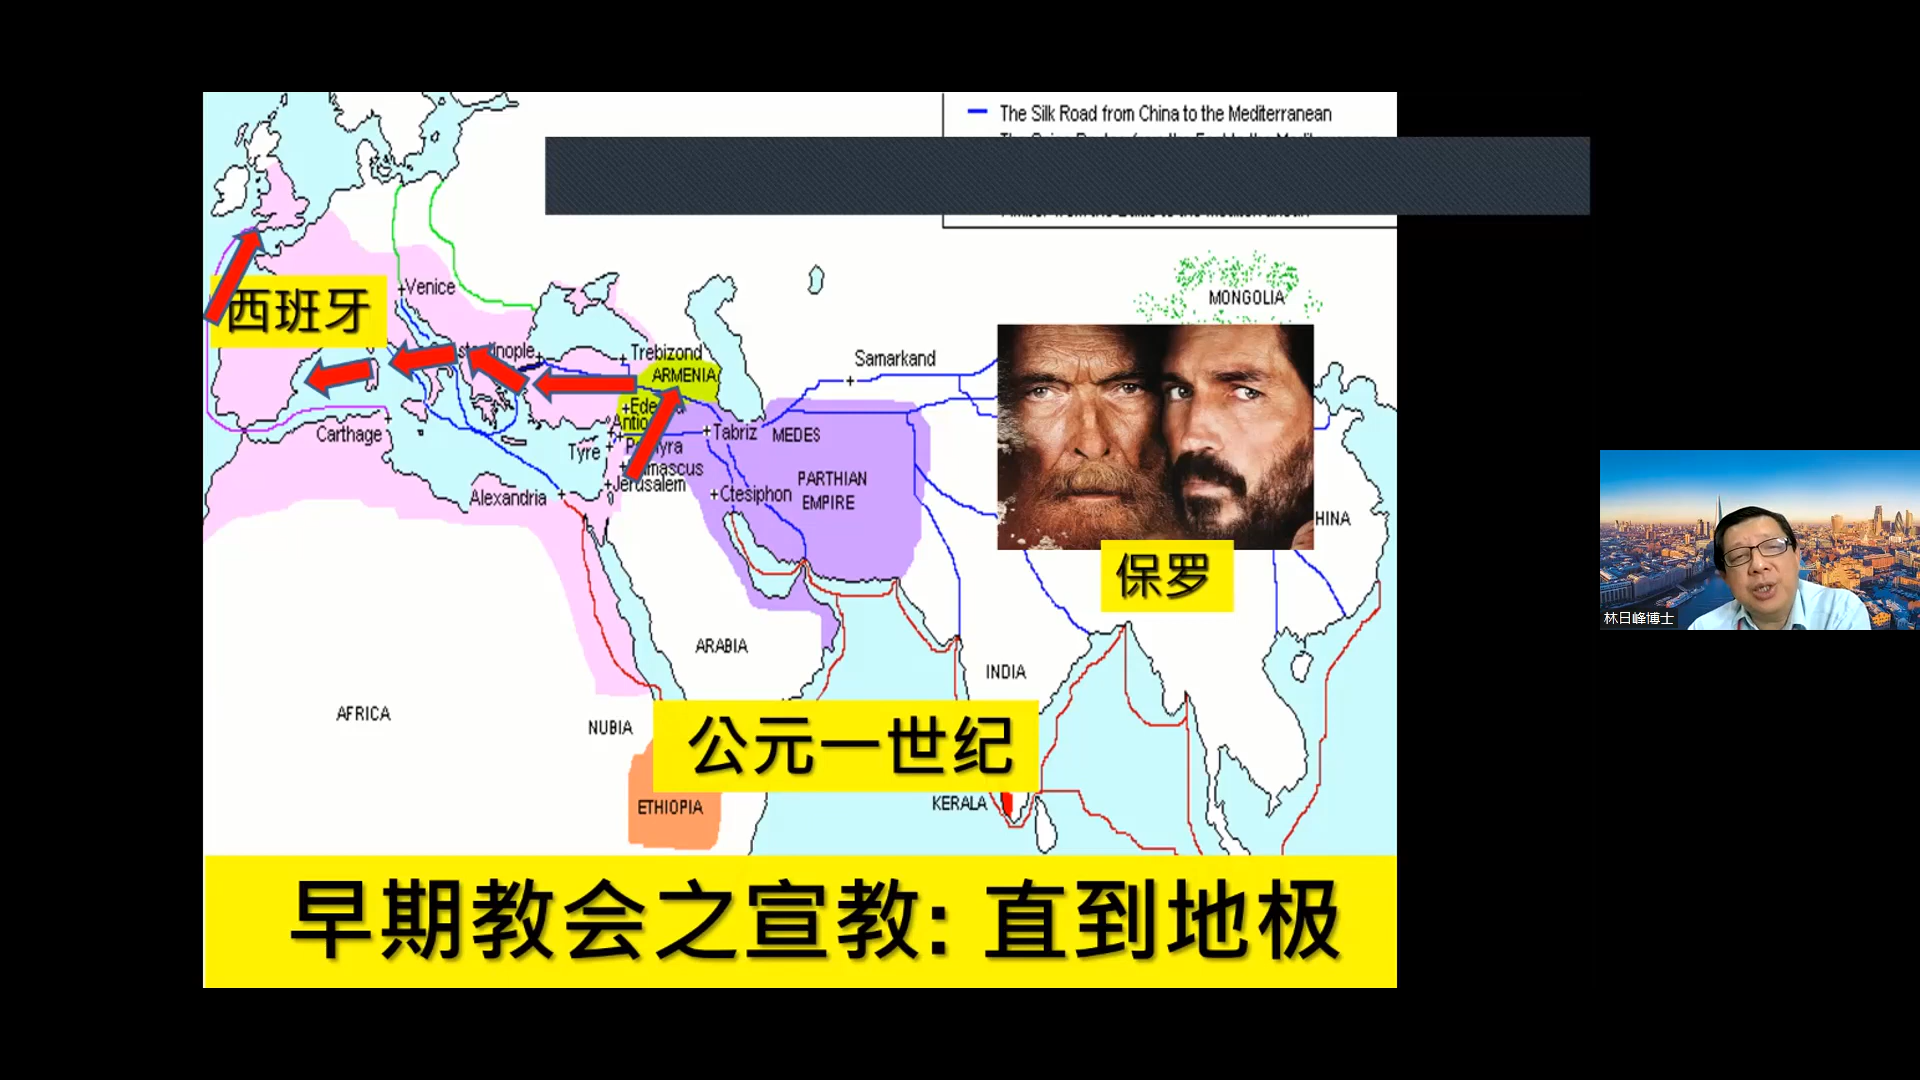 The Silk Road from China to the Mediterranean
MONGOLIA
西班牙
Venice
Trebizond
Samarkand
ARMENIA
Carthage
Tyre
Tabriz
MEDES
Jerusalem
Alexandria
Ctesiphon
PARTHIAN
EMPIRE
HINA
保罗
ARABIA
INDIA
AFRICA
NUBIA
公元一世纪
ETHIOPIA
KERALA
早期教会之宣教: 直到地极
林日峰博士